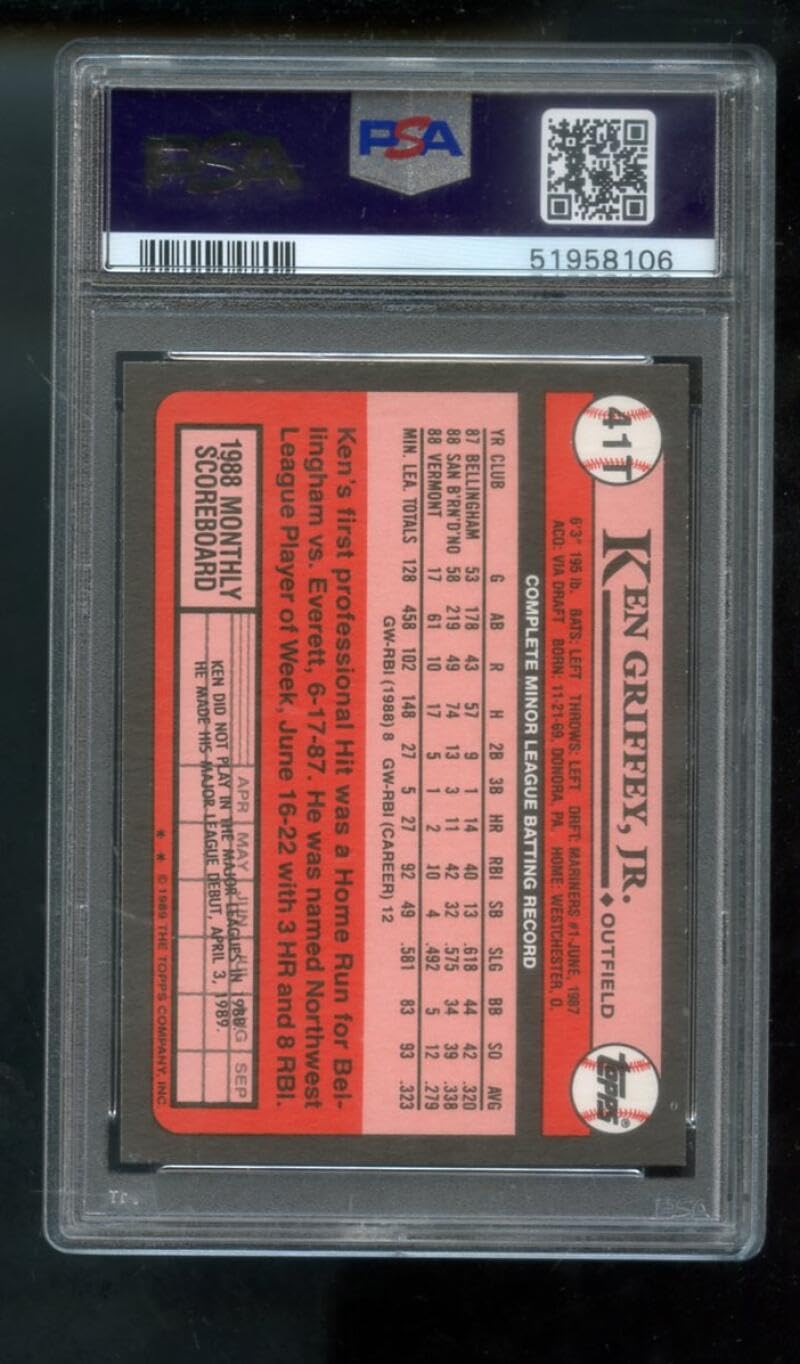 PSA
PSA
51958106
41T
KEN GRIFFEY, JR. ♦ OUTFIELD
TOPPS®
6'3" 195 lb. BATS: LEFT THROWS: LEFT DRFT: MARINERS #1-JUNE, 1987
ACQ: VIA DRAFT BORN: 11-21-69, DONORA, PA. HOME: WESTCHESTER, O.
COMPLETE MINOR LEAGUE BATTING RECORD
YR CLUB G AB R H 2B 3B HR RBI SB SLG BB SO AVG
87 BELLINGHAM 53 178 43 57 9 1 14 40 13 .618 44 42 .320
88 SAN B'RN'D'NO 58 219 49 74 13 3 11 42 32 .575 34 39 .338
88 VERMONT 17 61 10 17 5 1 2 10 4 .492 5 12 .279
MIN. LEA. TOTALS 128 458 102 148 27 5 27 92 49 .581 83 93 .323
GW-RBI (1988) 8 GW-RBI (CAREER) 12
Ken's first professional Hit was a Home Run for Bel-
lingham vs. Everett, 6-17-87. He was named Northwest
League Player of Week, June 16-22 with 3 HR and 8 RBI.
1988 MONTHLY
SCOREBOARD
APR MAY JUN JUL AUG SEP
KEN DID NOT PLAY IN THE MAJOR LEAGUES IN 1988.
HE MADE HIS MAJOR LEAGUE DEBUT, APRIL 3, 1989.
* * © 1989 THE TOPPS COMPANY, INC.
PSA